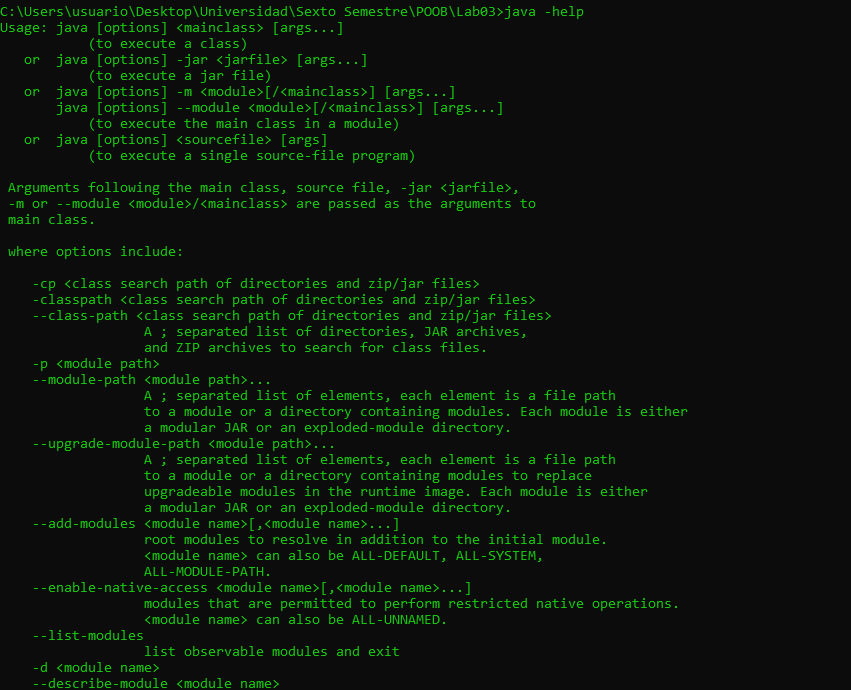 C:\Users\usuario\Desktop\Universidad\Sexto Semestre\POOB\Lab03>java -help
Usage: java [options] <mainclass> [args...]
           (to execute a class)
   or  java [options] -jar <jarfile> [args...]
           (to execute a jar file)
   or  java [options] -m <module>[/<mainclass>] [args...]
       java [options] --module <module>[/<mainclass>] [args...]
           (to execute the main class in a module)
   or  java [options] <sourcefile> [args]
           (to execute a single source-file program)

 Arguments following the main class, source file, -jar <jarfile>,
 -m or --module <module>/<mainclass> are passed as the arguments to
 main class.

 where options include:

    -cp <class search path of directories and zip/jar files>
    -classpath <class search path of directories and zip/jar files>
    --class-path <class search path of directories and zip/jar files>
                  A ; separated list of directories, JAR archives,
                  and ZIP archives to search for class files.
    -p <module path>
    --module-path <module path>...
                  A ; separated list of elements, each element is a file path
                  to a module or a directory containing modules. Each module is either
                  a modular JAR or an exploded-module directory.
    --upgrade-module-path <module path>...
                  A ; separated list of elements, each element is a file path
                  to a module or a directory containing modules to replace
                  upgradeable modules in the runtime image. Each module is either
                  a modular JAR or an exploded-module directory.
    --add-modules <module name>[,<module name>...]
                  root modules to resolve in addition to the initial module.
                  <module name> can also be ALL-DEFAULT, ALL-SYSTEM,
                  ALL-MODULE-PATH.
    --enable-native-access <module name>[,<module name>...]
                  modules that are permitted to perform restricted native operations.
                  <module name> can also be ALL-UNNAMED.
    --list-modules
                  list observable modules and exit
    -d <module name>
    --describe-module <module name>